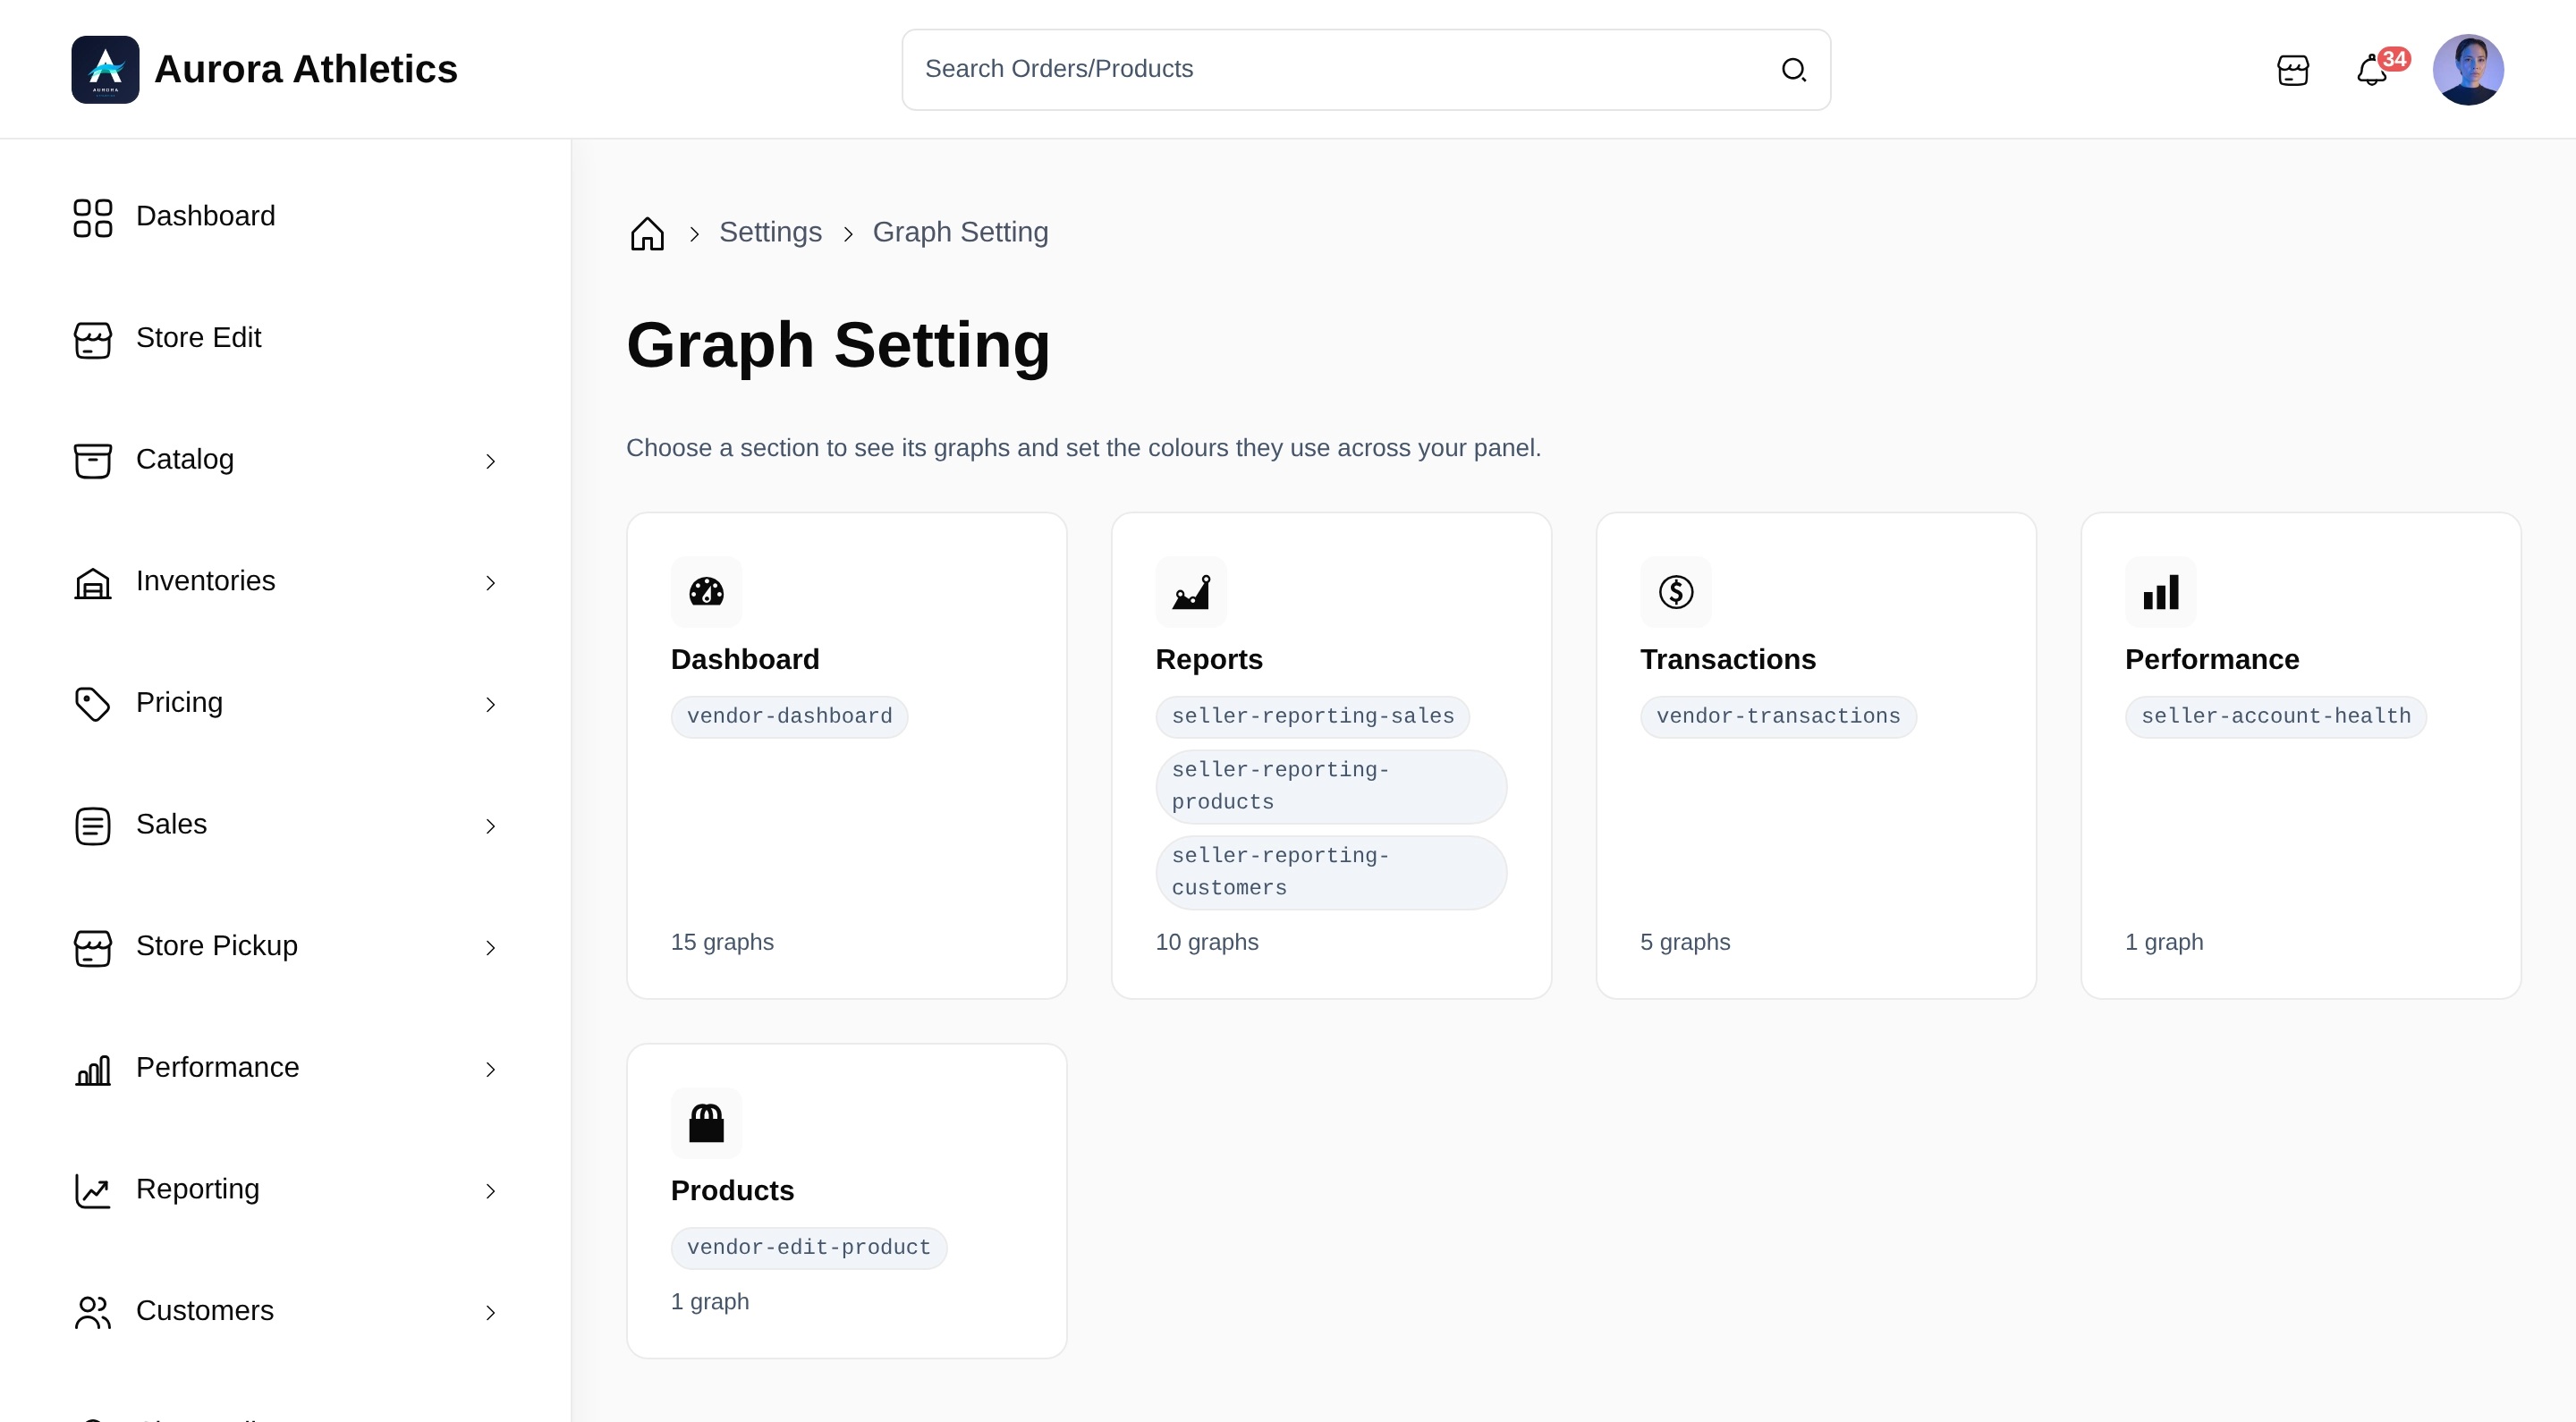 AURORA
Aurora Athletics
Search Orders/Products
34
Dashboard
Store Edit
Catalog
Inventories
Pricing
Sales
Store Pickup
Performance
Reporting
Customers
Settings
Graph Setting
Graph Setting
Choose a section to see its graphs and set the colours they use across your panel.
Dashboard
vendor-dashboard
15 graphs
Reports
seller-reporting-sales
seller-reporting-
products
seller-reporting-
customers
10 graphs
Transactions
vendor-transactions
5 graphs
Performance
seller-account-health
1 graph
Products
vendor-edit-product
1 graph